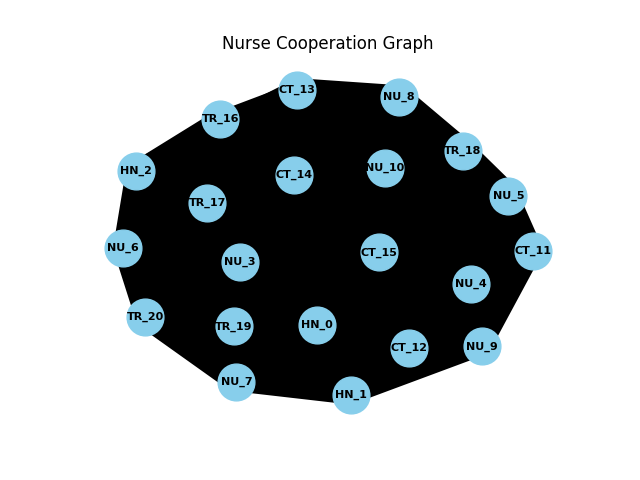 Nurse Cooperation Graph
CT_13
NU_8
TR_16
TR_18
HN_2
NU_10
CT_14
NU_5
TR_17
NU_6
CT_11
CT_15
NU_3
NU_4
TR_20
HN_0
TR_19
NU_9
CT_12
NU_7
HN_1